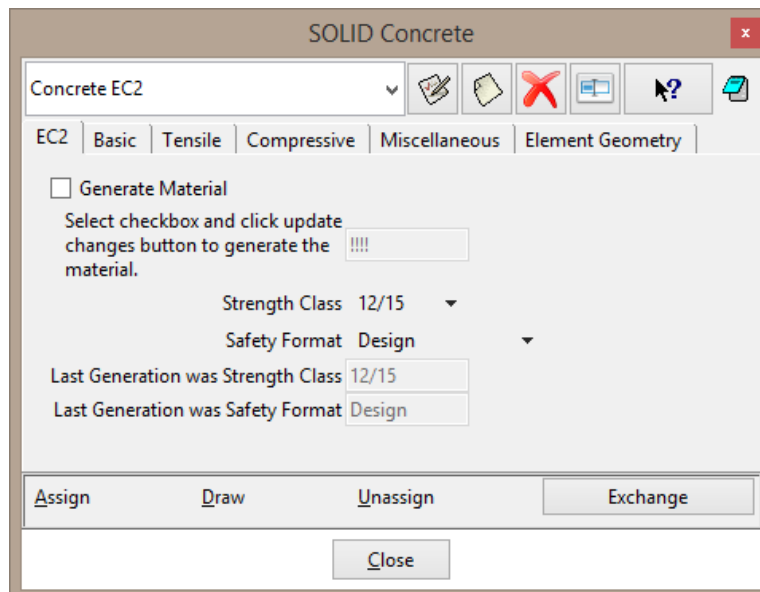 SOLID Concrete
x
Concrete EC2
?
EC2 Basic Tensile Compressive Miscellaneous Element Geometry
Generate Material
Select checkbox and click update
changes button to generate the
material.
!!!!
Strength Class 12/15
Safety Format Design
Last Generation was Strength Class 12/15
Last Generation was Safety Format Design
Assign Draw Unassign Exchange
Close